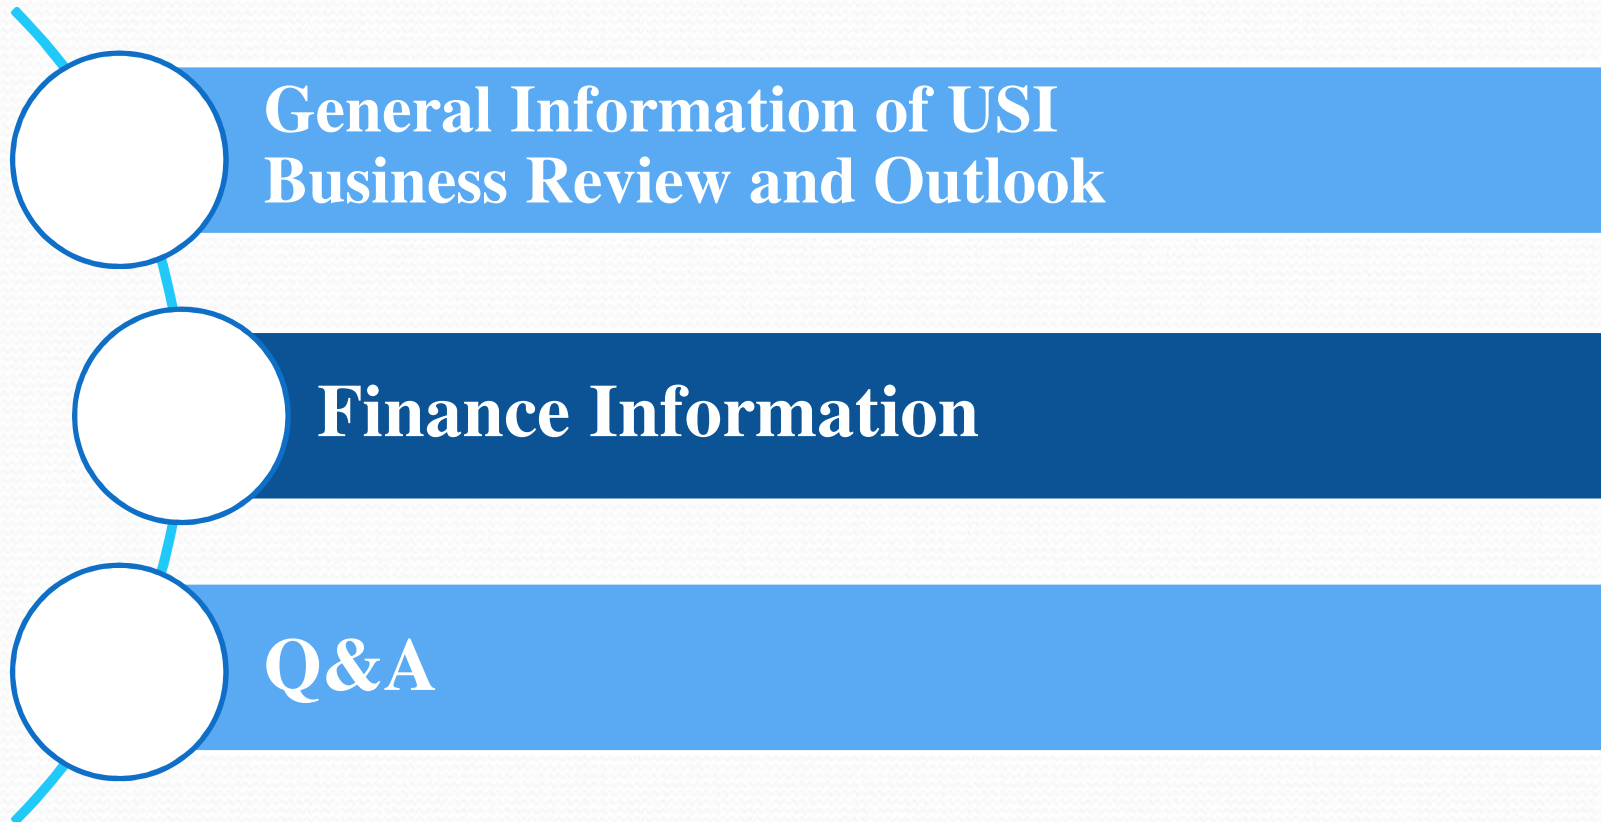 General Information of USI
Business Review and Outlook
Finance Information
Q&A